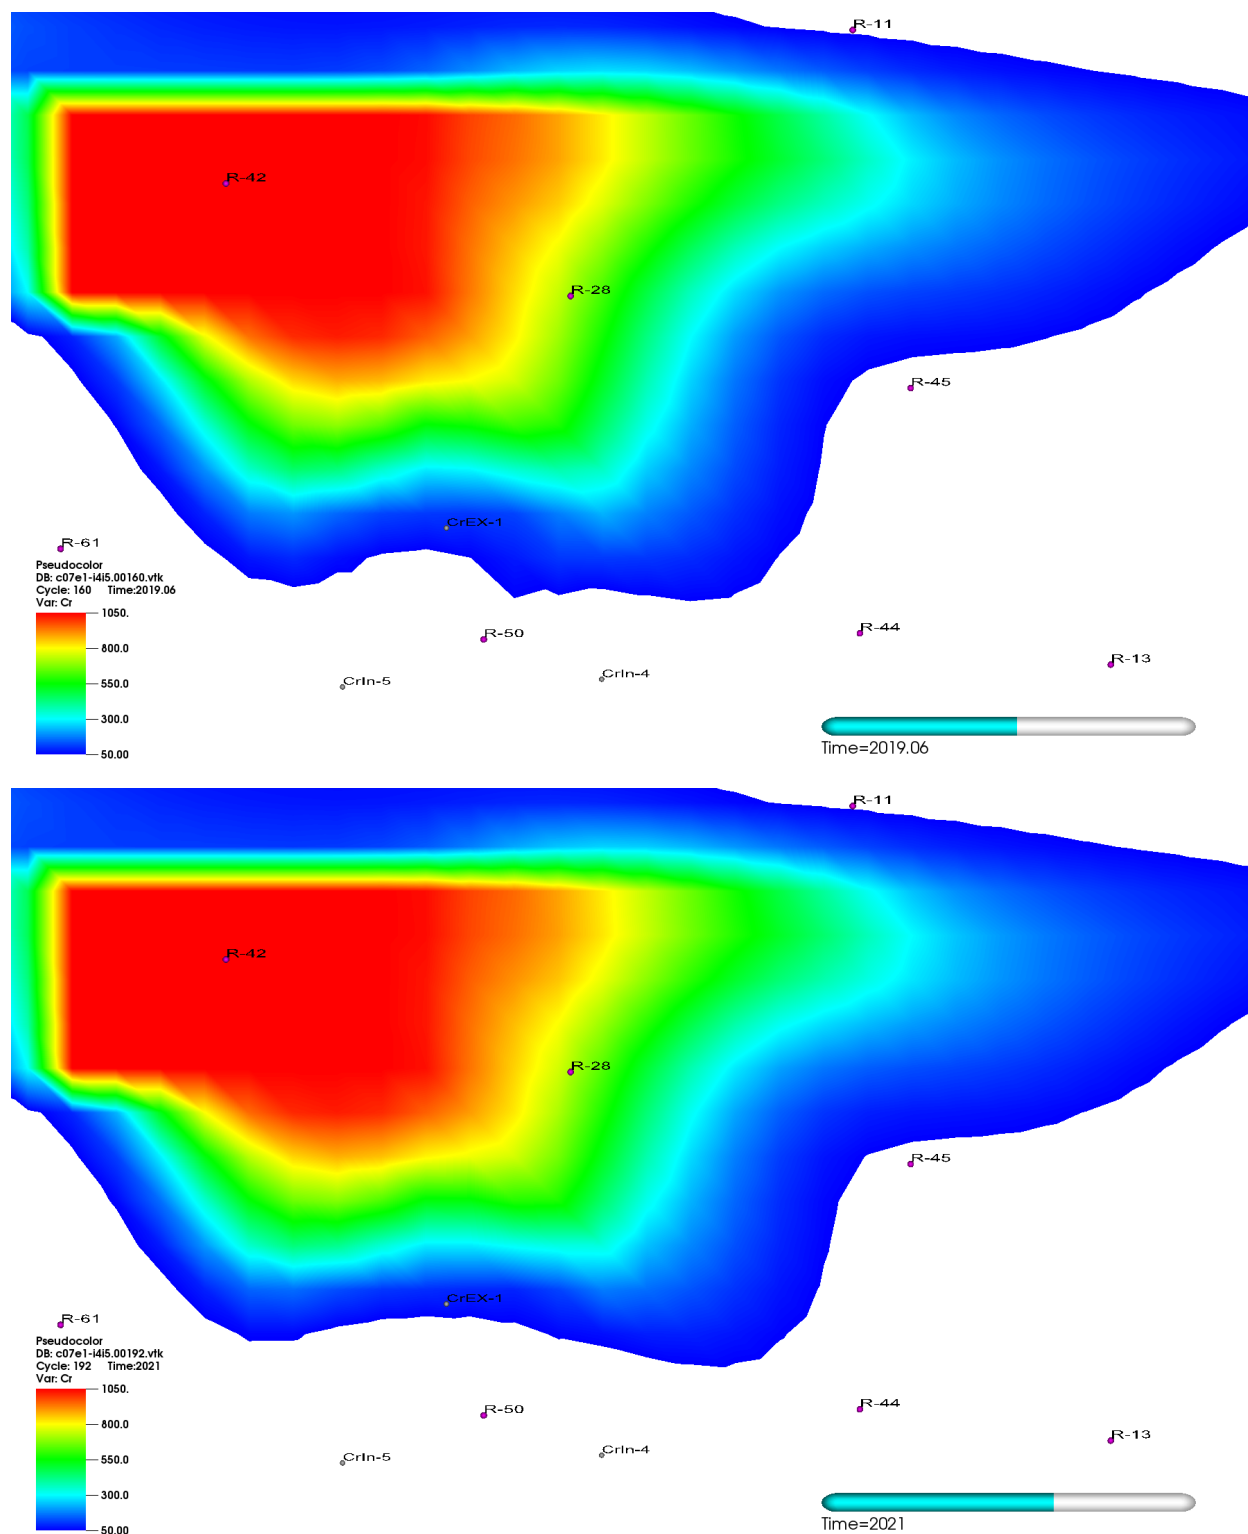 R-11
R-42
R-28
R-45
CrEX-1
R-61
Pseudocolor
DB: c07e1-i4i5.00160.vtk
Cycle: 160 Time:2019.06
Var: Cr
1050.
800.0
550.0
300.0
50.00
R-50
R-44
R-13
CrIn-5
CrIn-4
Time=2019.06
R-11
R-42
R-28
R-45
CrEX-1
R-61
Pseudocolor
DB: c07e1-i4i5.00192.vtk
Cycle: 192 Time:2021
Var: Cr
1050.
800.0
550.0
300.0
50.00
R-50
R-44
R-13
CrIn-5
CrIn-4
Time=2021